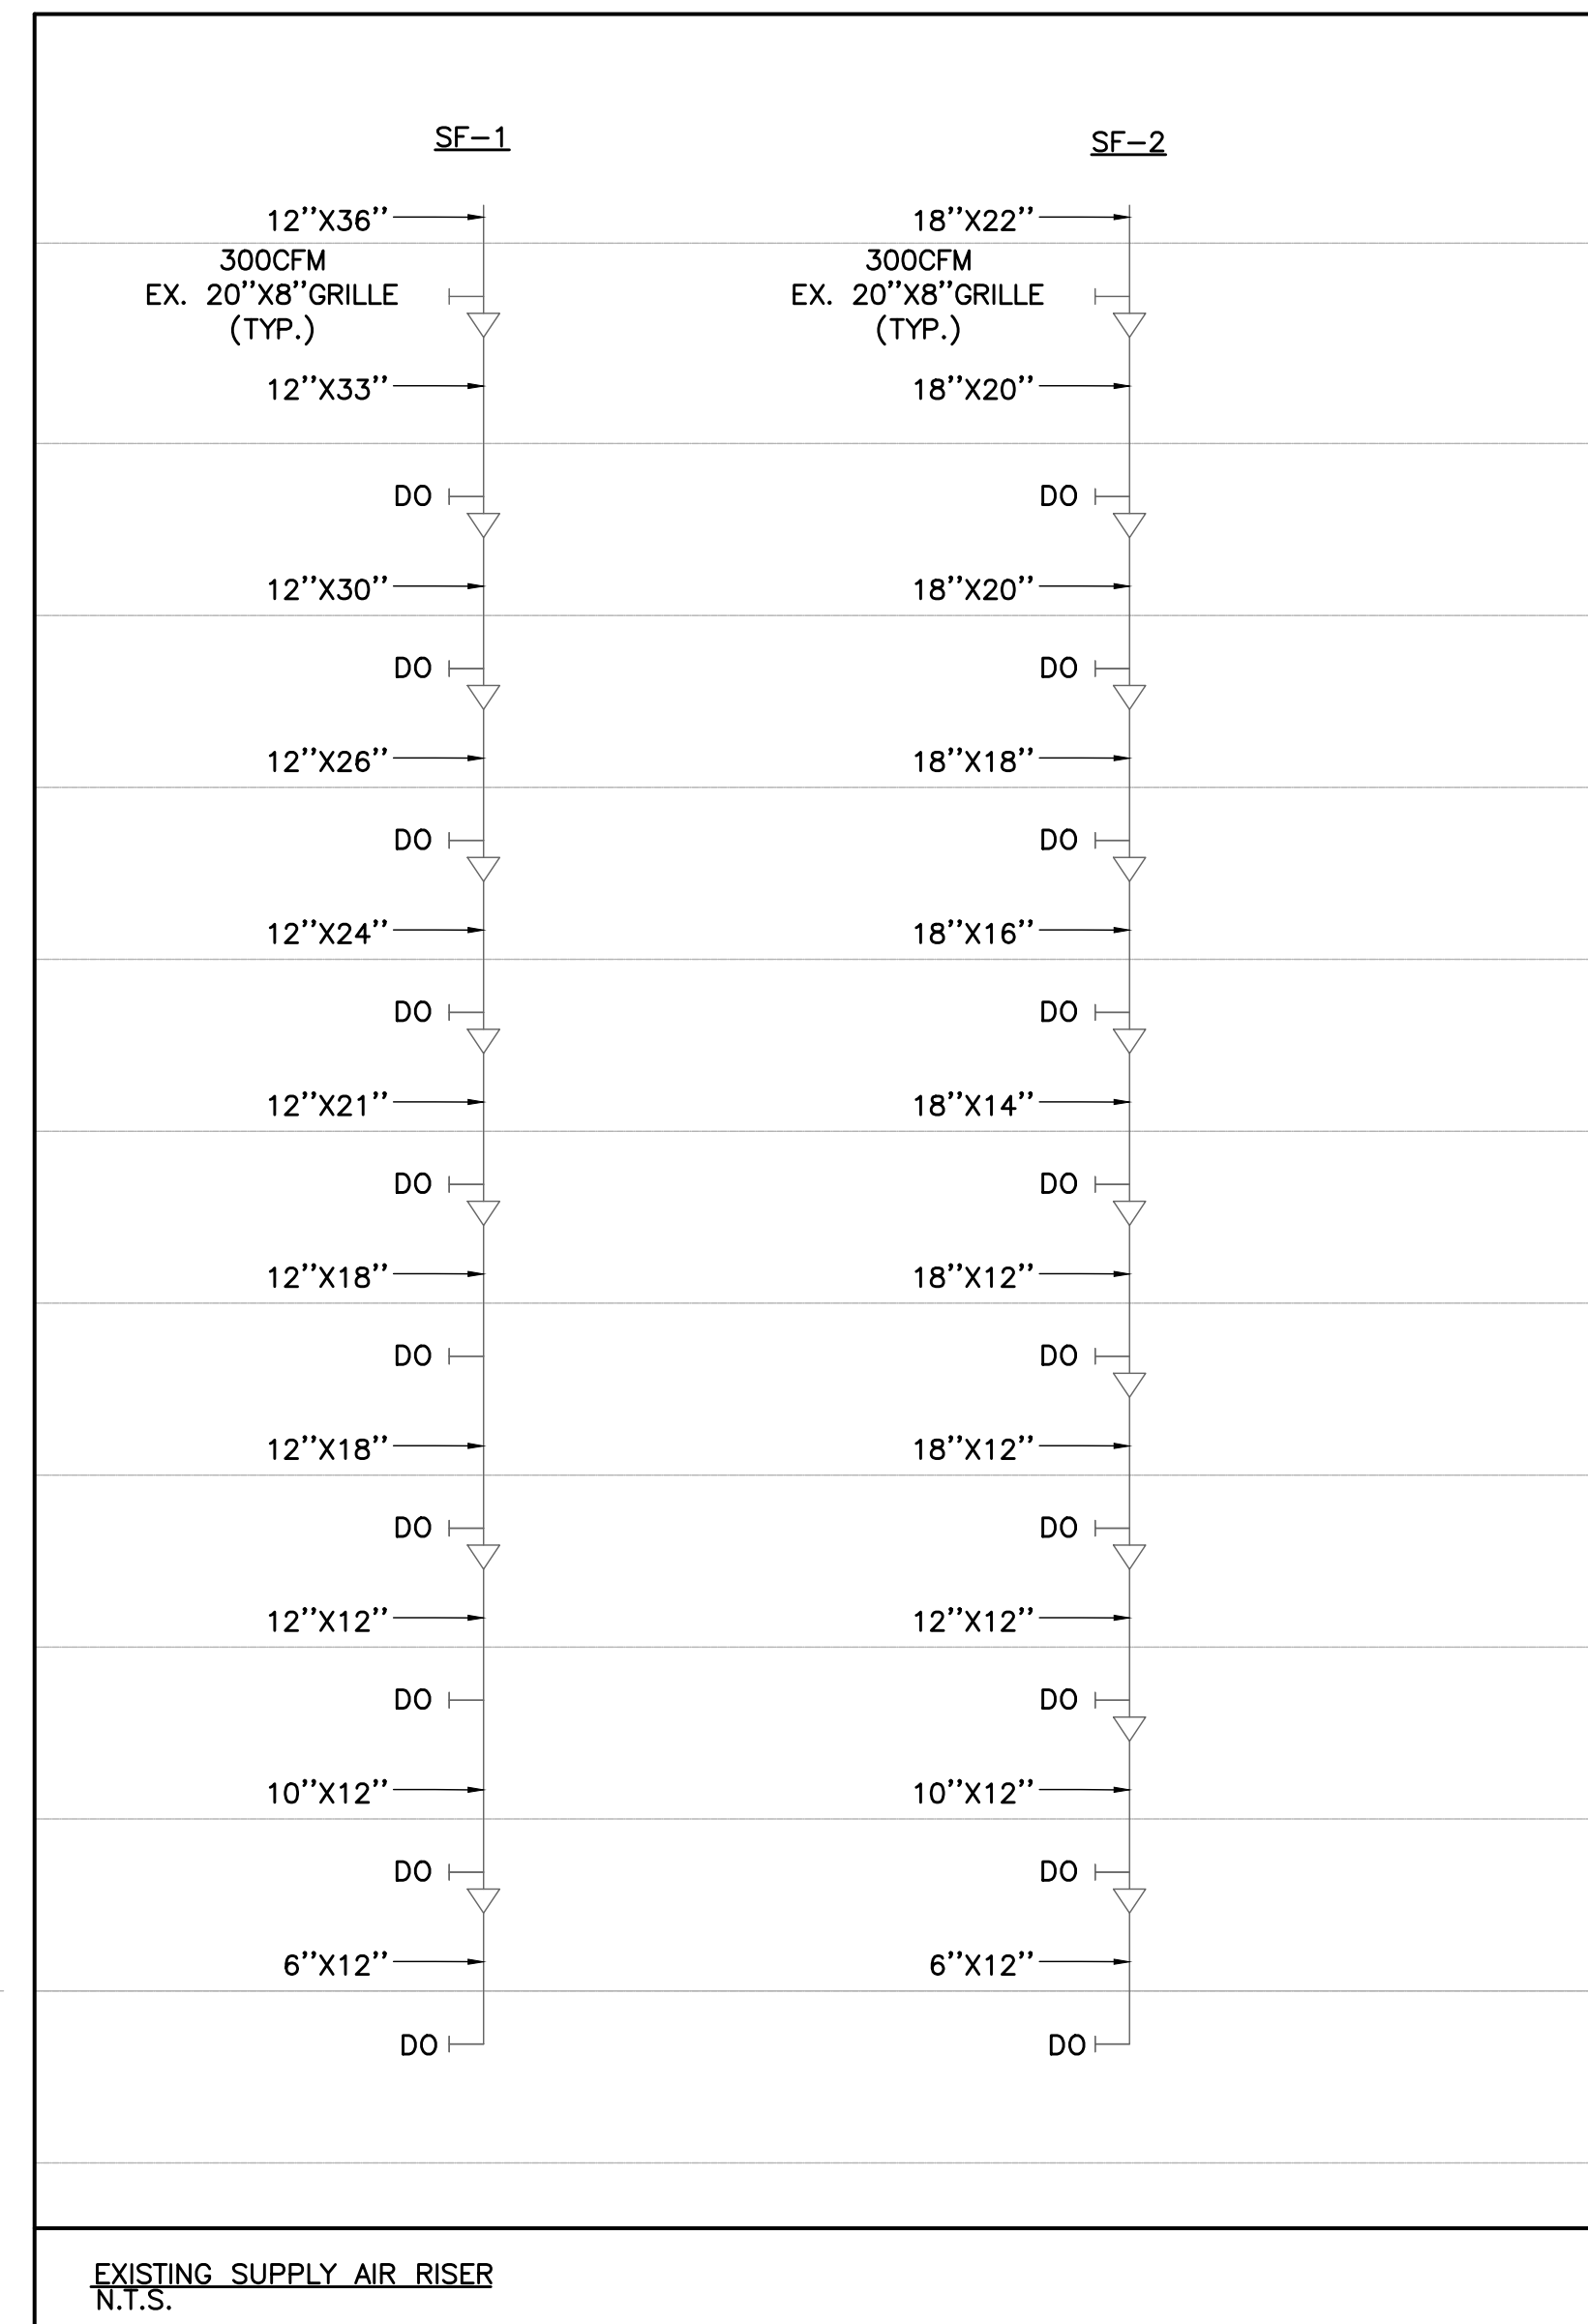 SF-1
12''X36''
300CFM
EX. 20''X8''GRILLE
(TYP.)
12''X33''
DO
12''X30''
DO
12''X26''
DO
12''X24''
DO
12''X21''
DO
12''X18''
DO
12''X18''
DO
12''X12''
DO
10''X12''
DO
6''X12''
DO
SF-2
18''X22''
300CFM
EX. 20''X8''GRILLE
(TYP.)
18''X20''
DO
18''X20''
DO
18''X18''
DO
18''X16''
DO
18''X14''
DO
18''X12''
DO
18''X12''
DO
12''X12''
DO
10''X12''
DO
6''X12''
DO
EXISTING SUPPLY AIR RISER
N.T.S.